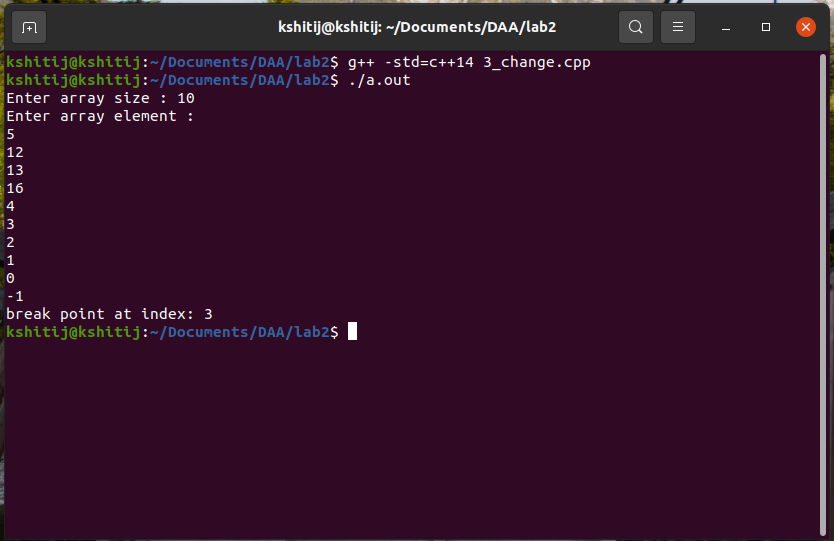 kshitij@kshitij: ~/Documents/DAA/lab2
kshitij@kshitij:~/Documents/DAA/lab2$ g++ -std=c++14 3_change.cpp
kshitij@kshitij:~/Documents/DAA/lab2$ ./a.out
Enter array size : 10
Enter array element :
5
12
13
16
4
3
2
1
0
-1
break point at index: 3
kshitij@kshitij:~/Documents/DAA/lab2$